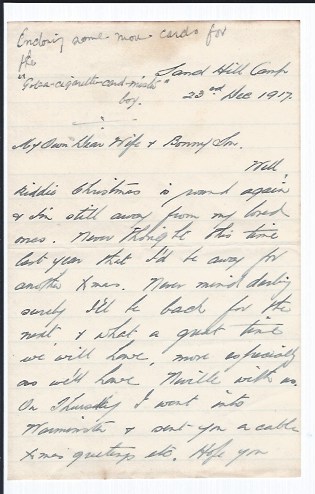 Enclosing some more cards for
the
"Gibba-cigarette-card-mister"
boy.
Sand Hill Camp
23rd Dec 1917.
My Own Dear Wife & Bonny Son.
Well
kiddie Christmas is round again
& I'm still away from my loved
ones. Never thought this time
last year that I'd be away for
another Xmas. Never mind darling
surely I'll be back for the
next & what a great time
we will have, more especially
as we'll have Neville with us.
On Thursday I went into
Warminster & sent you a cable
Xmas greetings etc. Hope you